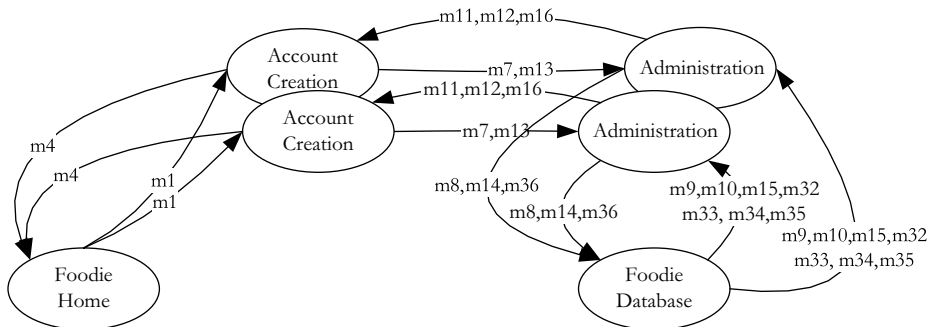 m11,m12,m16
Account
Creation
m7,m13
Administration
m11,m12,m16
Account
Creation
m7,m13
Administration
m4
m4
m1
m1
m8,m14,m36
m8,m14,m36
m9,m10,m15,m32
m33, m34,m35
m9,m10,m15,m32
m33, m34,m35
Foodie
Home
Foodie
Database